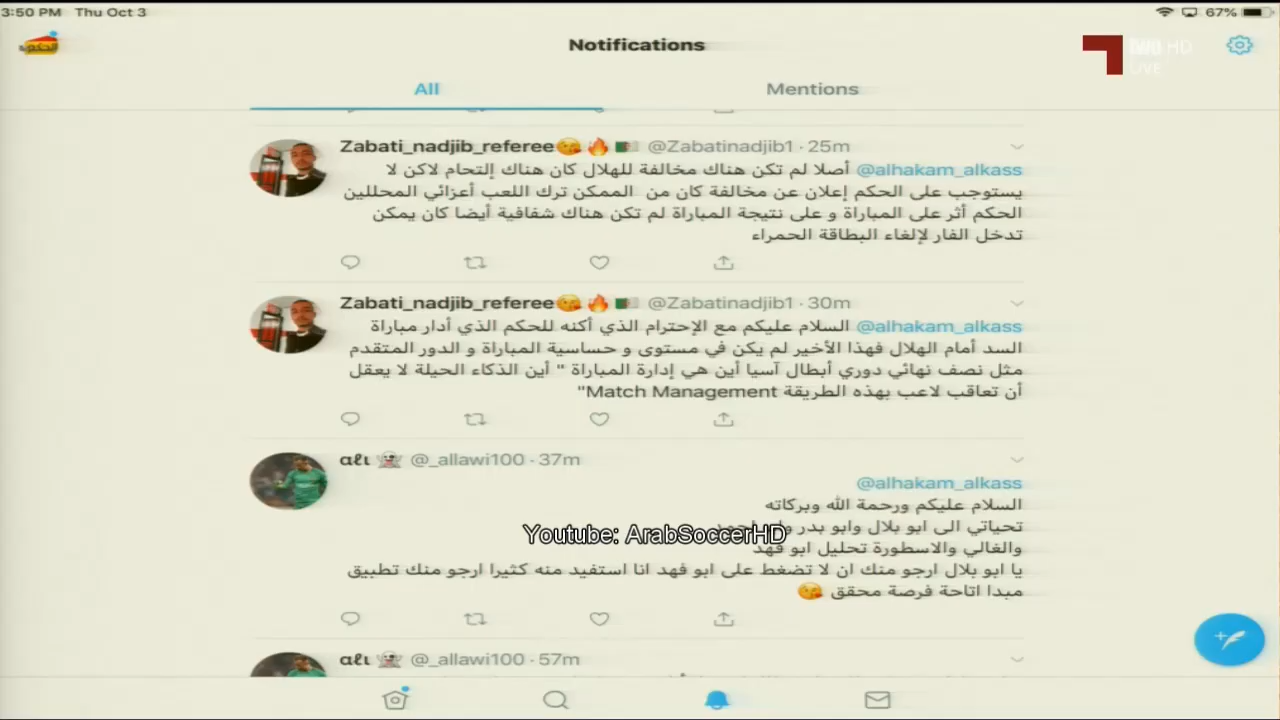 3:50 PM Thu Oct 3
67%
Notifications
HD
LIVE
All
Mentions
Zabati_nadjib_referee😘🔥🇩🇿 @Zabatinadjib1 · 25m
@alhakam_alkass أصلا لم تكن هناك مخالفة للهلال كان هناك إلتحام لاكن لا
يستوجب على الحكم إعلان عن مخالفة كان من الممكن ترك اللعب أعزائي المحللين
الحكم أثر على المباراة و على نتيجة المباراة لم تكن هناك شفافية أيضا كان يمكن
تدخل الفار لإلغاء البطاقة الحمراء
Zabati_nadjib_referee😘🔥🇩🇿 @Zabatinadjib1 · 30m
@alhakam_alkass السلام عليكم مع الإحترام الذي أكنه للحكم الذي أدار مباراة
السد أمام الهلال فهذا الأخير لم يكن في مستوى و حساسية المباراة و الدور المتقدم
مثل نصف نهائي دوري أبطال آسيا أين هي إدارة المباراة " أين الذكاء الحيلة لا يعقل
أن تعاقب لاعب بهذه الطريقة Match Management"
αℓι 👻 @_allawi100 · 37m
@alhakam_alkass
السلام عليكم ورحمة الله وبركاته
تحياتي الى ابو بلال وابو بدر
Youtube: ArabSoccerHD
والغالي والاسطورة تحليل ابو فهد
يا ابو بلال ارجو منك ان لا تضغط على ابو فهد انا استفيد منه كثيرا ارجو منك تطبيق
مبدا اتاحة فرصة محقق 😘
αℓι 👻 @_allawi100 · 57m